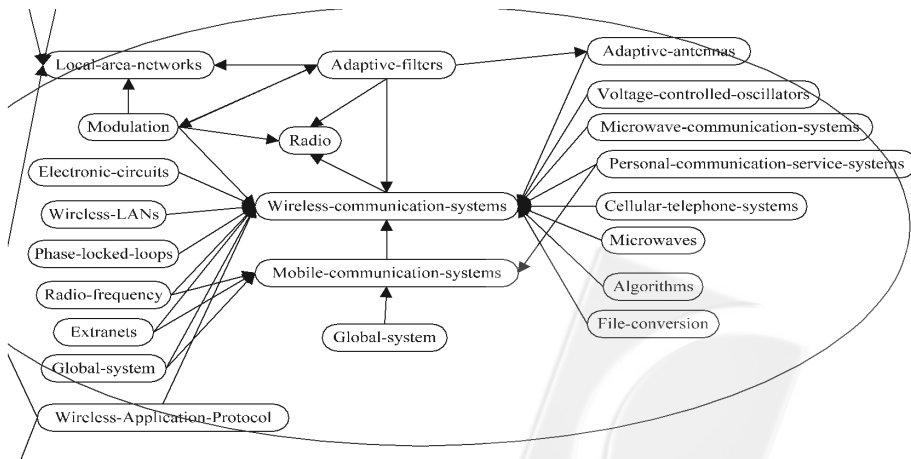 Local-area-networks
Adaptive-filters
Adaptive-antennas
Voltage-controlled-oscillators
Modulation
Radio
Microwave-communication-systems
Electronic-circuits
Personal-communication-service-systems
Wireless-LANs
Wireless-communication-systems
Cellular-telephone-systems
Phase-locked-loops
Microwaves
Mobile-communication-systems
Radio-frequency
Algorithms
Extranets
Global-system
File-conversion
Global-system
Wireless-Application-Protocol